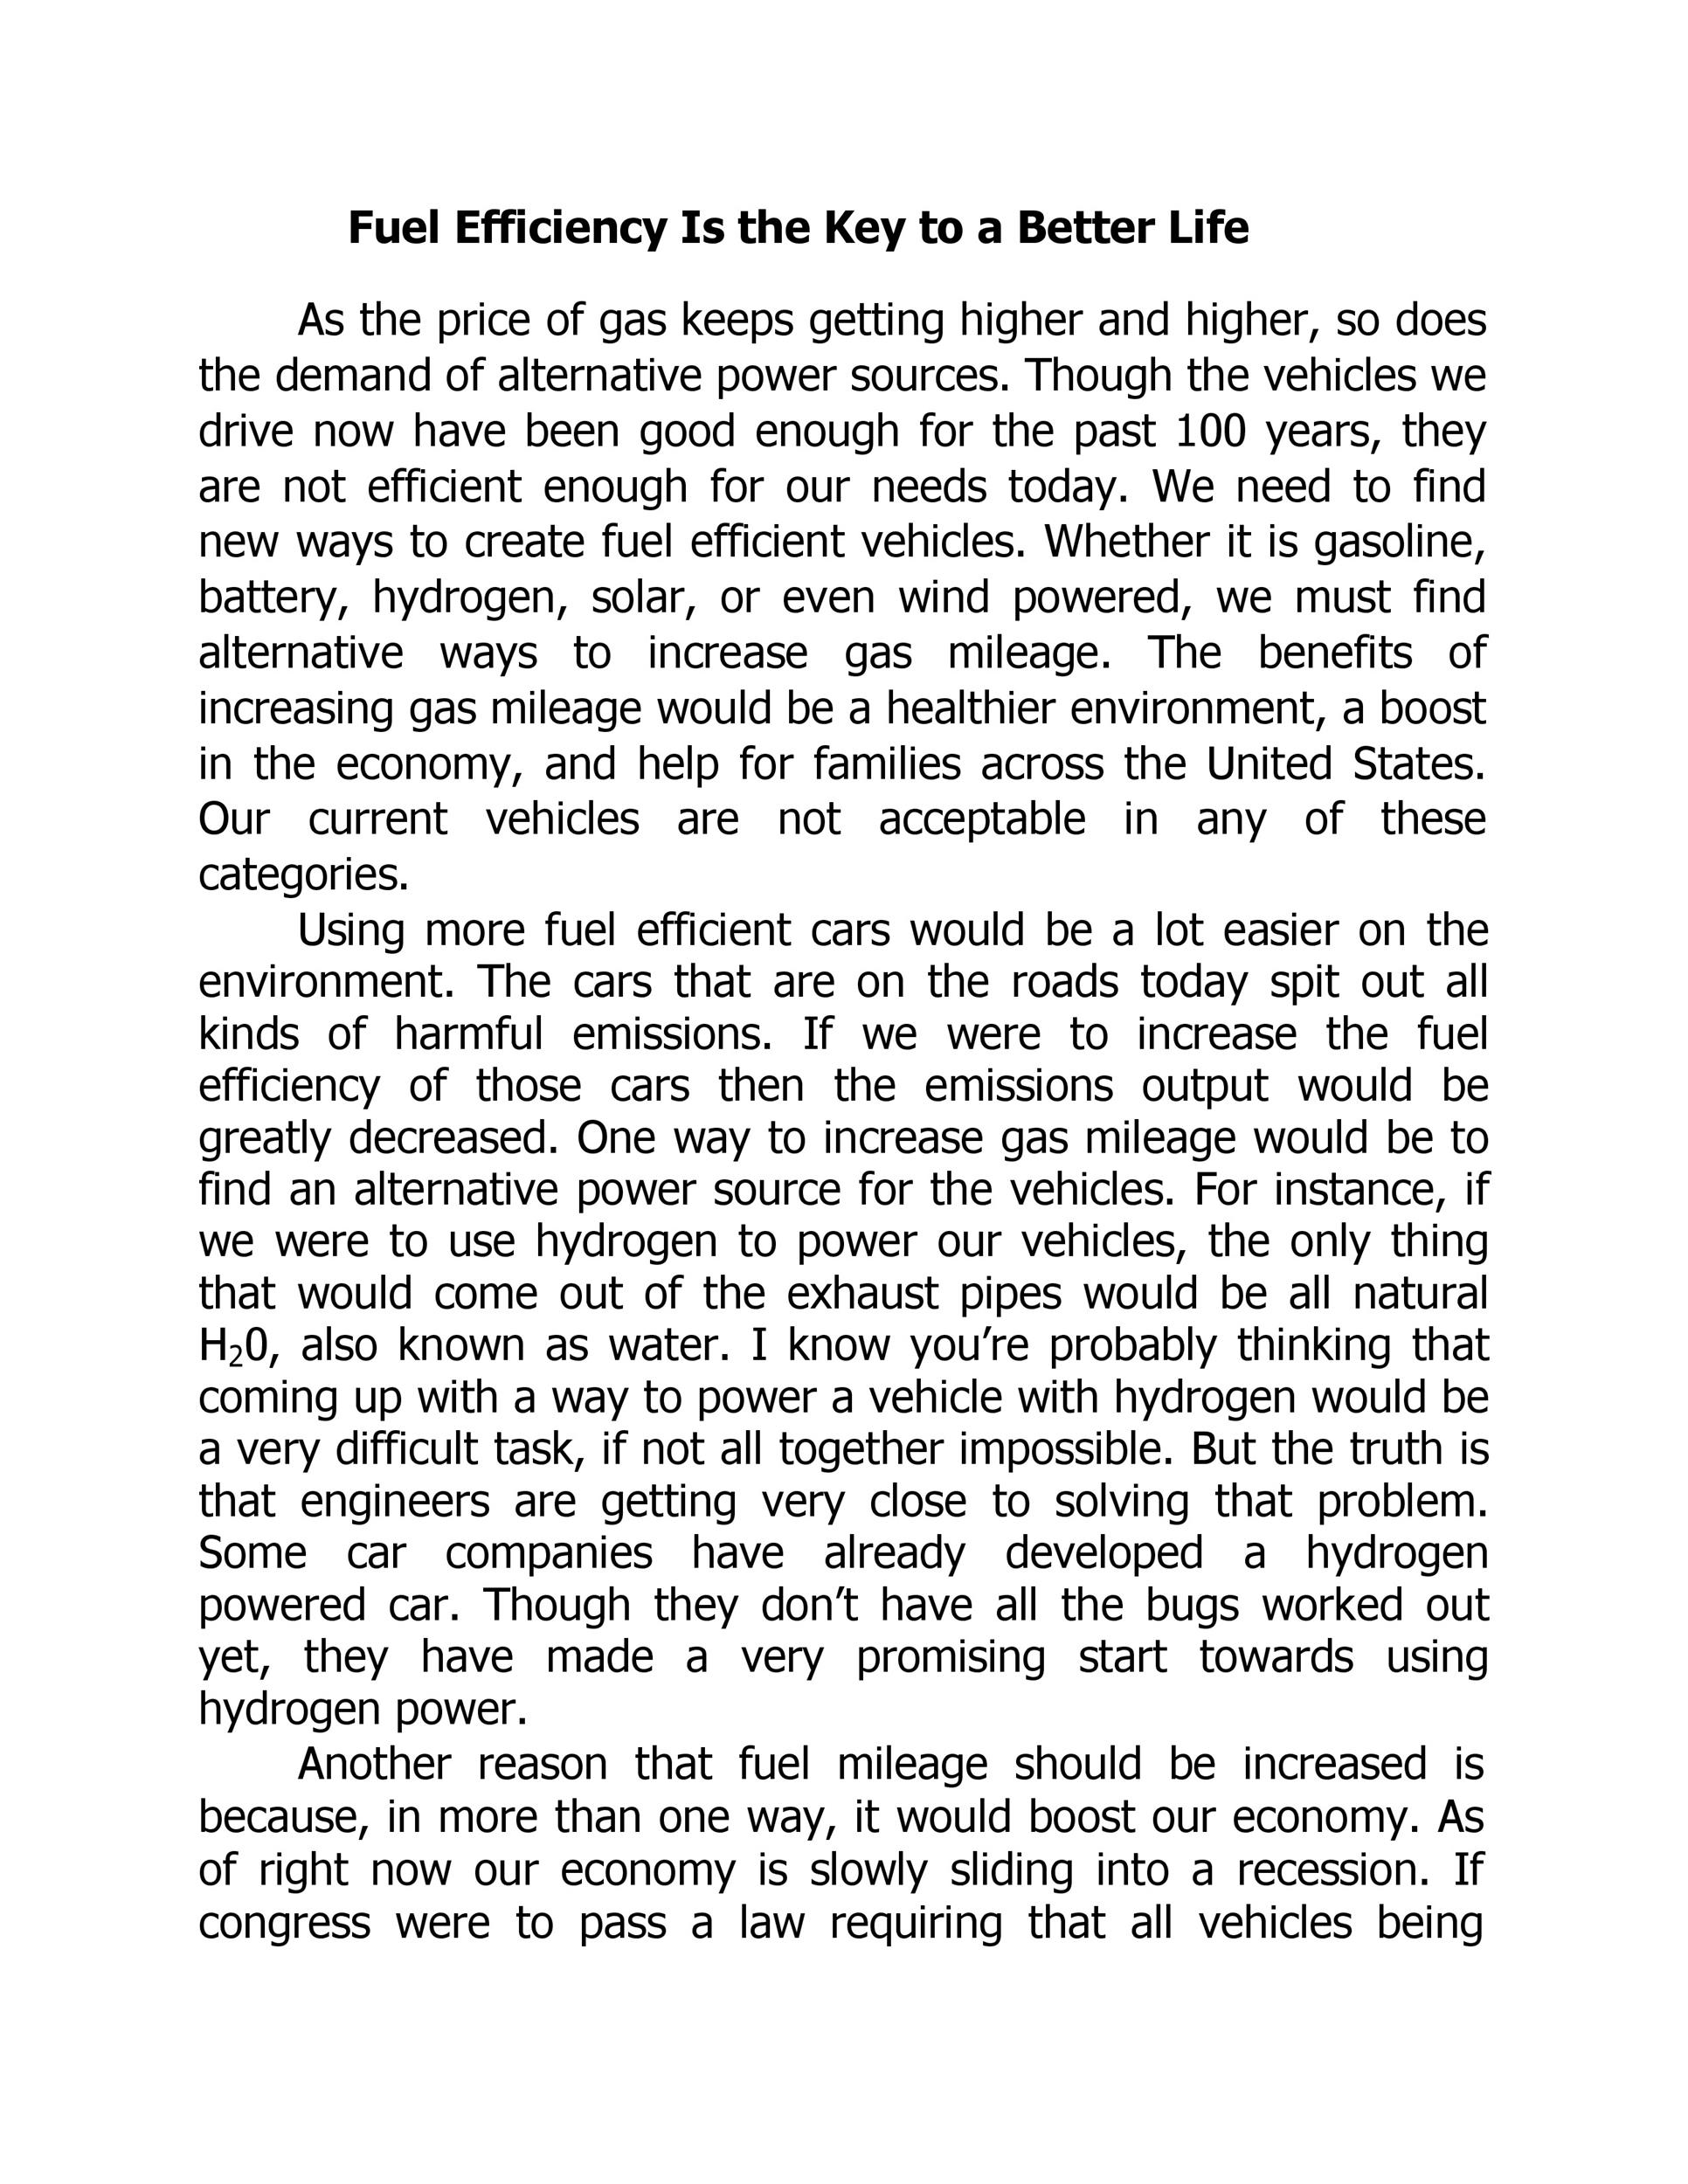 Fuel Efficiency Is the Key to a Better Life
As the price of gas keeps getting higher and higher, so does
the demand of alternative power sources. Though the vehicles we
drive now have been good enough for the past 100 years, they
are not efficient enough for our needs today. We need to find
new ways to create fuel efficient vehicles. Whether it is gasoline,
battery, hydrogen, solar, or even wind powered, we must find
alternative ways to increase gas mileage. The benefits of
increasing gas mileage would be a healthier environment, a boost
in the economy, and help for families across the United States.
Our current vehicles are not acceptable in any of these
categories.
Using more fuel efficient cars would be a lot easier on the
environment. The cars that are on the roads today spit out all
kinds of harmful emissions. If we were to increase the fuel
efficiency of those cars then the emissions output would be
greatly decreased. One way to increase gas mileage would be to
find an alternative power source for the vehicles. For instance, if
we were to use hydrogen to power our vehicles, the only thing
that would come out of the exhaust pipes would be all natural
H₂0, also known as water. I know you’re probably thinking that
coming up with a way to power a vehicle with hydrogen would be
a very difficult task, if not all together impossible. But the truth is
that engineers are getting very close to solving that problem.
Some car companies have already developed a hydrogen
powered car. Though they don’t have all the bugs worked out
yet, they have made a very promising start towards using
hydrogen power.
Another reason that fuel mileage should be increased is
because, in more than one way, it would boost our economy. As
of right now our economy is slowly sliding into a recession. If
congress were to pass a law requiring that all vehicles being